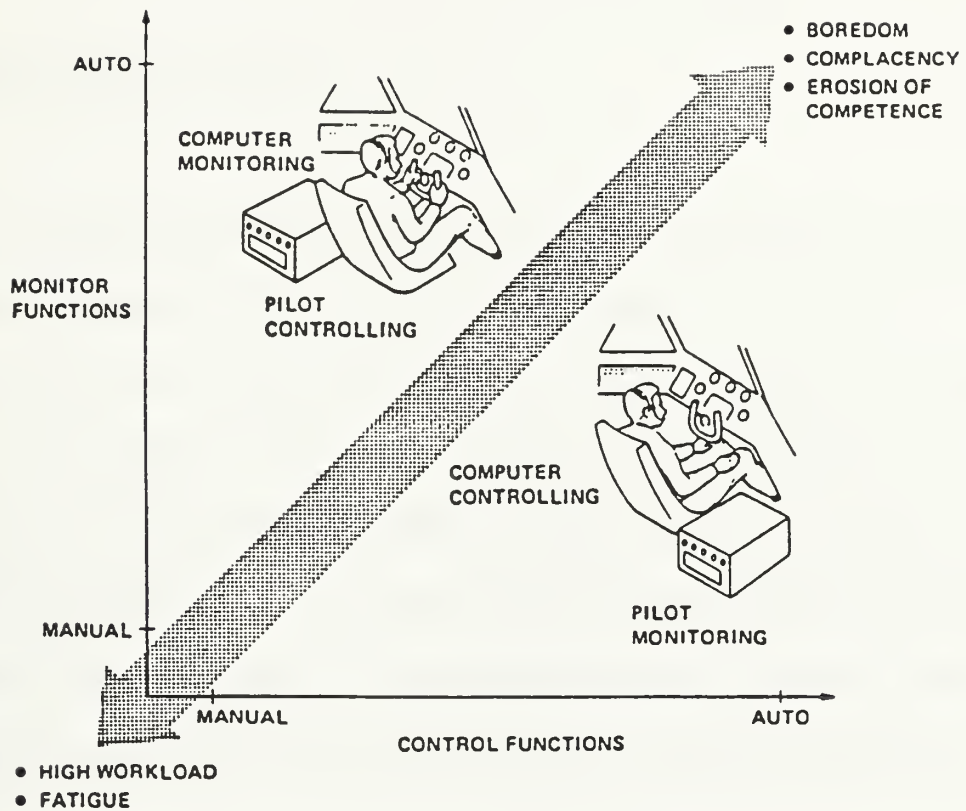 ● BOREDOM
● COMPLACENCY
● EROSION OF
COMPETENCE
AUTO
COMPUTER
MONITORING
MONITOR
FUNCTIONS
PILOT
CONTROLLING
COMPUTER
CONTROLLING
PILOT
MONITORING
MANUAL
MANUAL
AUTO
CONTROL FUNCTIONS
● HIGH WORKLOAD
● FATIGUE